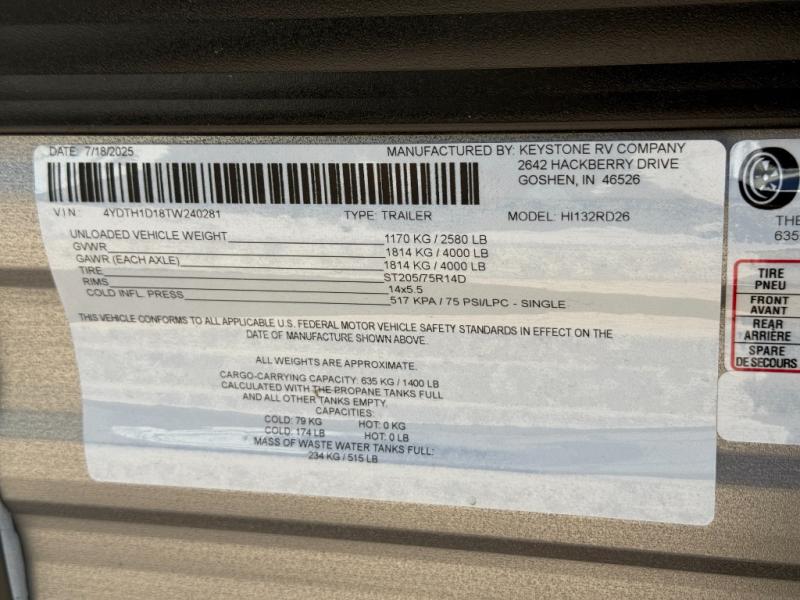 DATE 7/18/2025
MANUFACTURED BY: KEYSTONE RV COMPANY
2642 HACKBERRY DRIVE
GOSHEN, IN 46526
VIN: 4YDTH1D18TW240281 TYPE: TRAILER MODEL: HI132RD26
UNLOADED VEHICLE WEIGHT 1170 KG / 2580 LB
GVWR 1814 KG / 4000 LB
GAWR (EACH AXLE) 1814 KG / 4000 LB
TIRE ST205/75R14D
RIMS 14x5.5
COLD INFL. PRESS 517 KPA / 75 PSI/LPC - SINGLE
THIS VEHICLE CONFORMS TO ALL APPLICABLE U.S. FEDERAL MOTOR VEHICLE SAFETY STANDARDS IN EFFECT ON THE
DATE OF MANUFACTURE SHOWN ABOVE.
ALL WEIGHTS ARE APPROXIMATE.
CARGO-CARRYING CAPACITY: 635 KG / 1400 LB
CALCULATED WITH THE PROPANE TANKS FULL
AND ALL OTHER TANKS EMPTY.
CAPACITIES:
COLD: 79 KG HOT: 0 KG
COLD: 174 LB HOT: 0 LB
MASS OF WASTE WATER TANKS FULL:
234 KG / 515 LB
THE
635
TIRE
PNEU
FRONT
AVANT
REAR
ARRIÈRE
SPARE
DE SECOURS